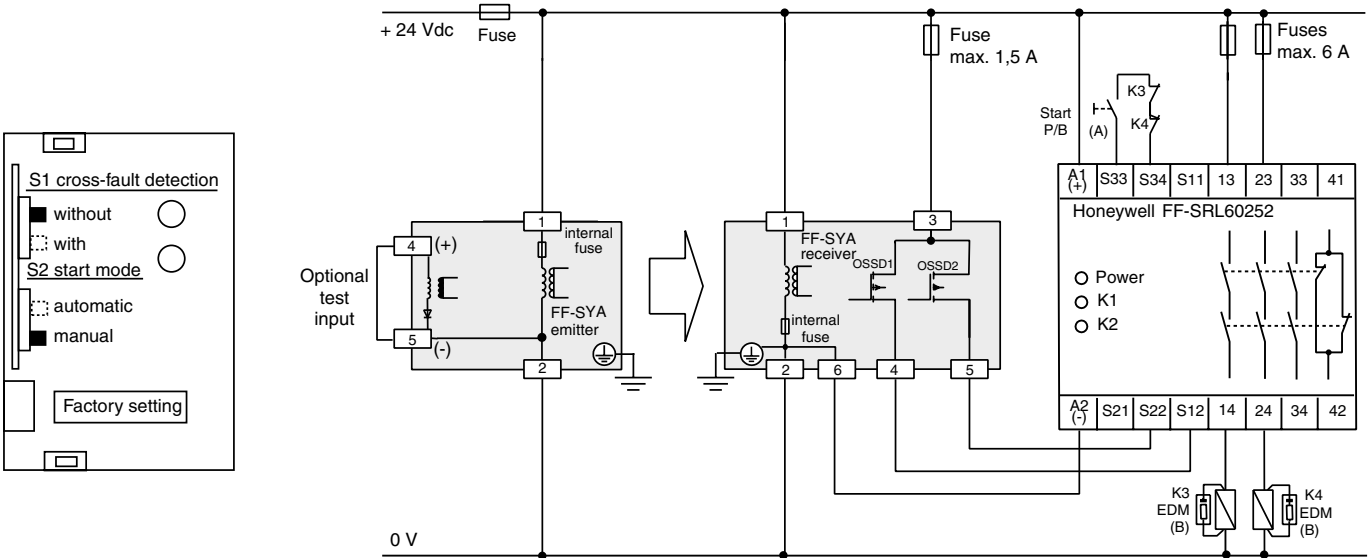 S1 cross-fault detection
without
with
S2 start mode
automatic
manual
Factory setting
+ 24 Vdc
Fuse
Fuse
max. 1,5 A
Fuses
max. 6 A
Start
P/B
(A)
K3
K4
Optional
test
input
4
(+)
5
(-)
1
internal
fuse
FF-SYA
emitter
2
1
3
FF-SYA
receiver
OSSD1
OSSD2
internal
fuse
2
6
4
5
A1
(+)
S33
S34
S11
13
23
33
41
Honeywell FF-SRL60252
Power
K1
K2
A2
(-)
S21
S22
S12
14
24
34
42
K3
EDM
(B)
K4
EDM
(B)
0 V